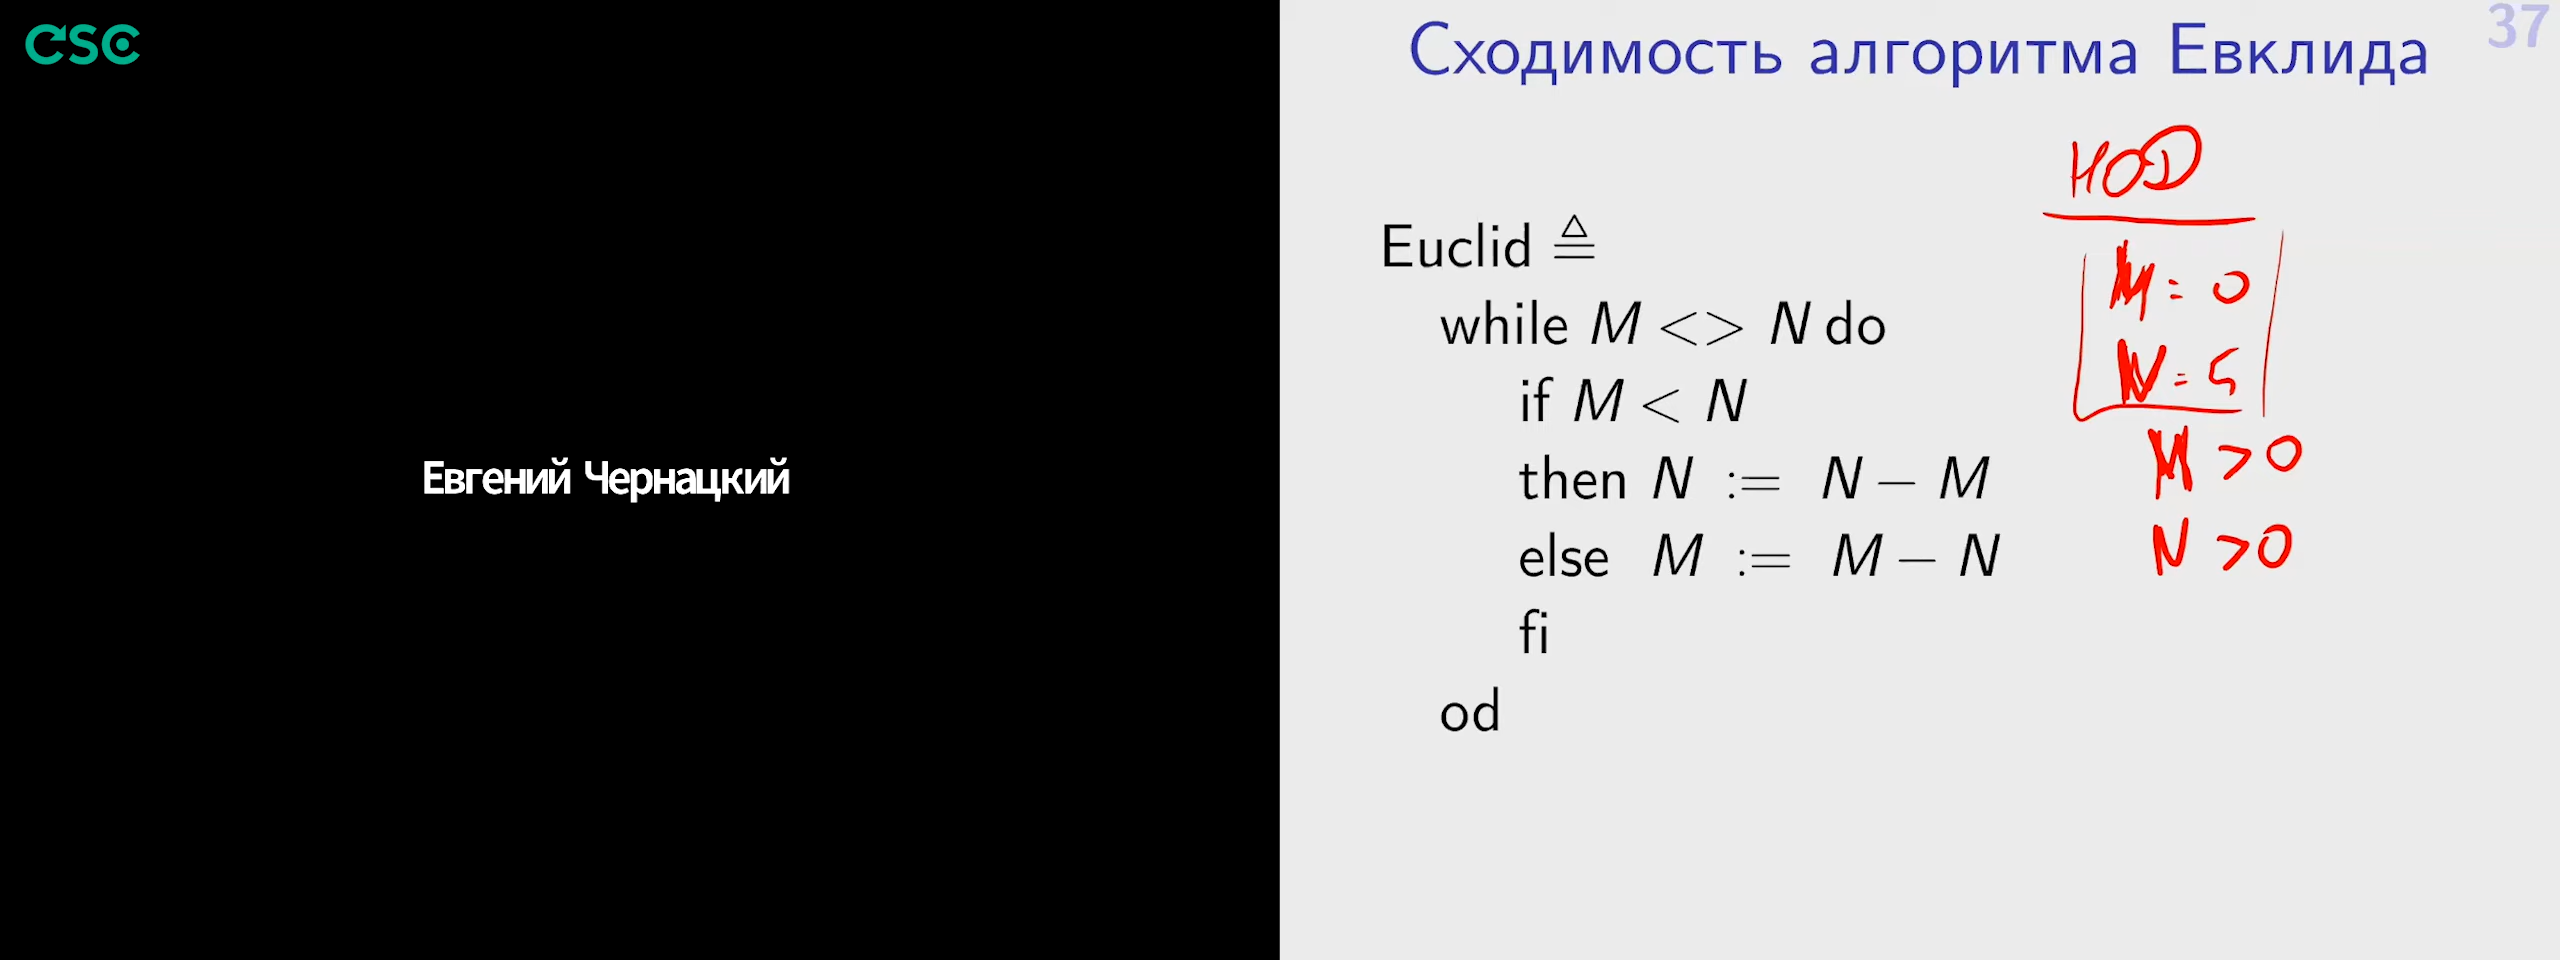 CSC
Евгений Чернацкий
Сходимость алгоритма Евклида
37
НОД
Euclid ≜
while M <> N do
if M < N
then N := N − M
else M := M − N
fi
od
M = 0
N = 5
M > 0
N > 0